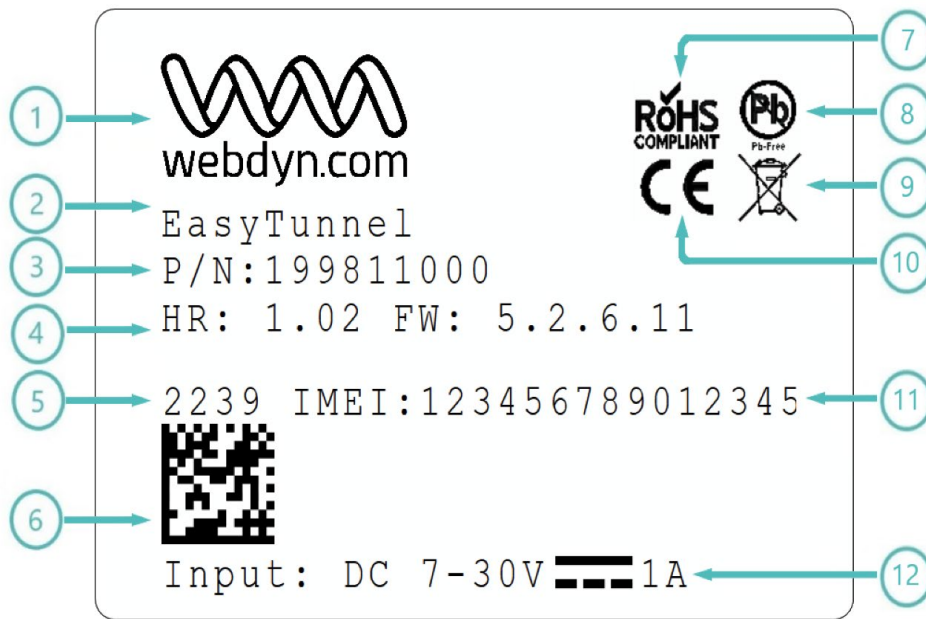 webdyn.com
EasyTunnel
P/N:199811000
HR: 1.02 FW: 5.2.6.11
2239 IMEI:123456789012345
Input: DC 7-30V 1A
RoHS
COMPLIANT
Pb
Pb-Free
CE
1
2
3
4
5
6
7
8
9
10
11
12